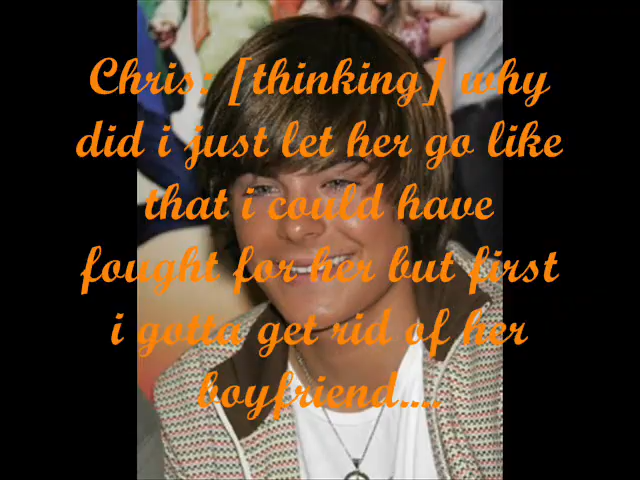 Chris: [thinking] why
did i just let her go like
that i could have
fought for her but first
i gotta get rid of her
boyfriend....